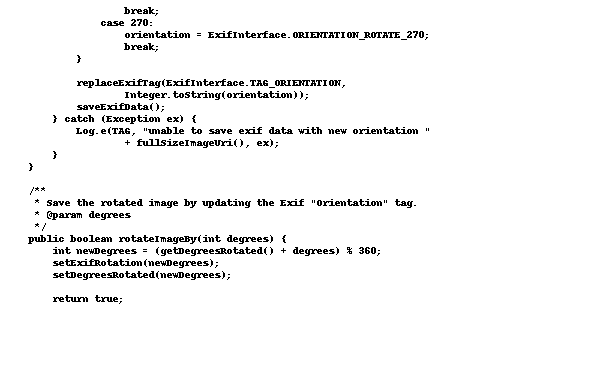 break;
case 270:
orientation = ExifInterface.ORIENTATION_ROTATE_270;
break;
}
replaceExifTag(ExifInterface.TAG_ORIENTATION,
Integer.toString(orientation));
saveExifData();
} catch (Exception ex) {
Log.e(TAG, "unable to save exif data with new orientation "
+ fullSizeImageUri(), ex);
}
}
/**
* Save the rotated image by updating the Exif "Orientation" tag.
* @param degrees
*/
public boolean rotateImageBy(int degrees) {
int newDegrees = (getDegreesRotated() + degrees) % 360;
setExifRotation(newDegrees);
setDegreesRotated(newDegrees);
return true;